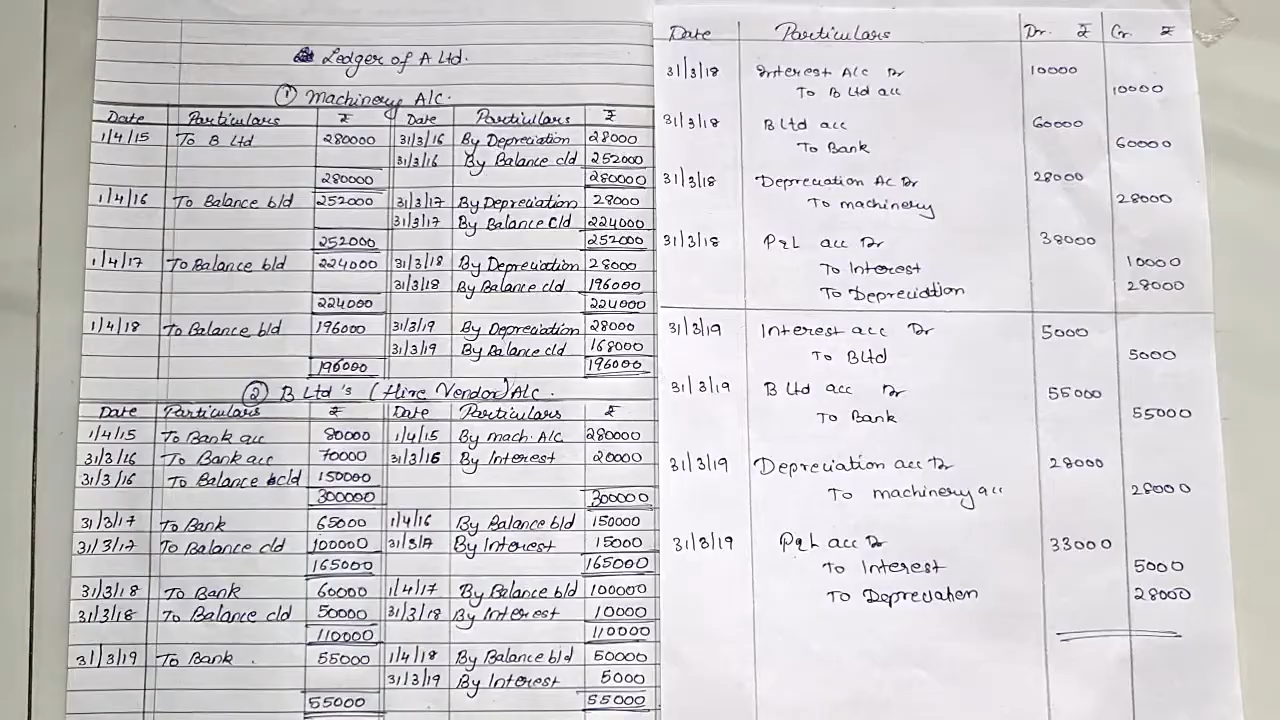 Ledger of A Ltd.
① Machinery A/c.
Date Particulars ₹ Date Particullars ₹
1/4/15 To B Ltd 280000 31/3/16 By Depreciation 28000
31/3/16 By Balance c/d 252000
280000 280000
1/4/16 To Balance b/d 252000 31/3/17 By Depreciation 28000
31/3/17 By Balance C/d 224000
252000 252000
1/4/17 To Balance b/d 224000 31/3/18 By Depreciation 28000
31/3/18 By Balance c/d 196000
224000 224000
1/4/18 To Balance b/d 196000 31/3/19 By Depreciation 28000
31/3/19 By Balance c/d 168000
196000 196000
② B Ltd's (Hire Vendor) A/c.
Date Particulars ₹ Date Particulars ₹
1/4/15 To Bank acc 80000 1/4/15 By mach. A/c 280000
31/3/16 To Bank acc 70000 31/3/16 By Interest 20000
31/3/16 To Balance c/d 150000
300000 300000
31/3/17 To Bank 65000 1/4/16 By Balance b/d 150000
31/3/17 To Balance c/d 100000 31/3/17 By Interest 15000
165000 165000
31/3/18 To Bank 60000 1/4/17 By Balance b/d 100000
31/3/18 To Balance c/d 50000 31/3/18 By Interest 10000
110000 110000
31/3/19 To Bank . 55000 1/4/18 By Balance b/d 50000
31/3/19 By Interest 5000
55000 55000
Date Particulars Dr. ₹ Cr. ₹
31/3/18 Interest A/c Dr 10000
To B Ltd acc 10000
31/3/18 B Ltd acc 60000
To Bank 60000
31/3/18 Depreciation Ac Dr 28000
To machinery 28000
31/3/18 P&L acc Dr 38000
To Interest 10000
To Depreciation 28000
31/3/19 Interest acc Dr 5000
To B Ltd 5000
31/3/19 B Ltd acc Dr 55000
To Bank 55000
31/3/19 Depreciation acc Dr 28000
To machinery acc 28000
31/3/19 P&L acc Dr 33000
To Interest 5000
To Depreciation 28000